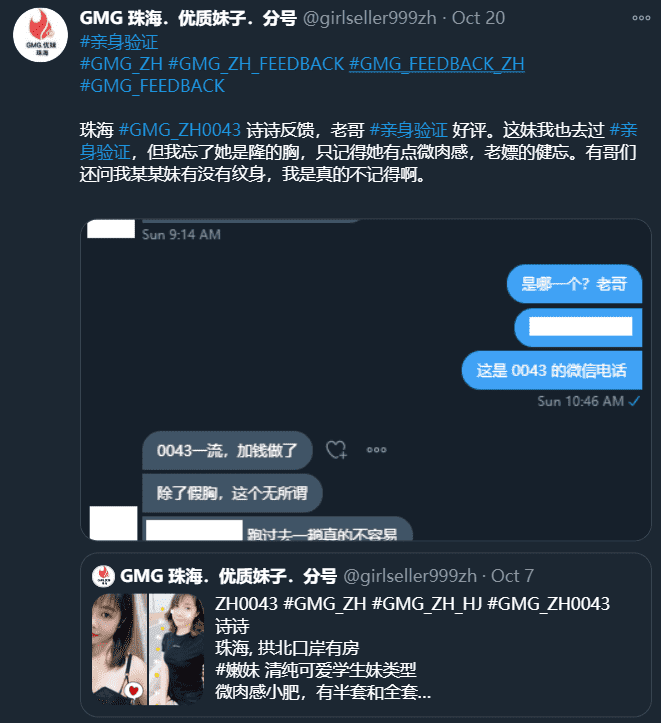 GMG 珠海．优质妹子．分号 @girlseller999zh · Oct 20
#亲身验证
#GMG_ZH #GMG_ZH_FEEDBACK #GMG_FEEDBACK_ZH
#GMG_FEEDBACK
珠海 #GMG_ZH0043 诗诗反馈，老哥 #亲身验证 好评。这妹我也去过 #亲
身验证，但我忘了她是隆的胸，只记得她有点微肉感，老嫖的健忘。有哥们
还问我某某妹有没有纹身，我是真的不记得啊。
Sun 9:14 AM
是哪一个？老哥
这是 0043 的微信电话
Sun 10:46 AM
0043一流，加钱做了
除了假胸，这个无所谓
跑过去一趟真的不容易
GMG 珠海．优质妹子．分号 @girlseller999zh · Oct 7
ZH0043 #GMG_ZH #GMG_ZH_HJ #GMG_ZH0043
诗诗
珠海, 拱北口岸有房
#嫩妹 清纯可爱学生妹类型
微肉感小肥，有半套和全套...
GMG.优妹
珠海